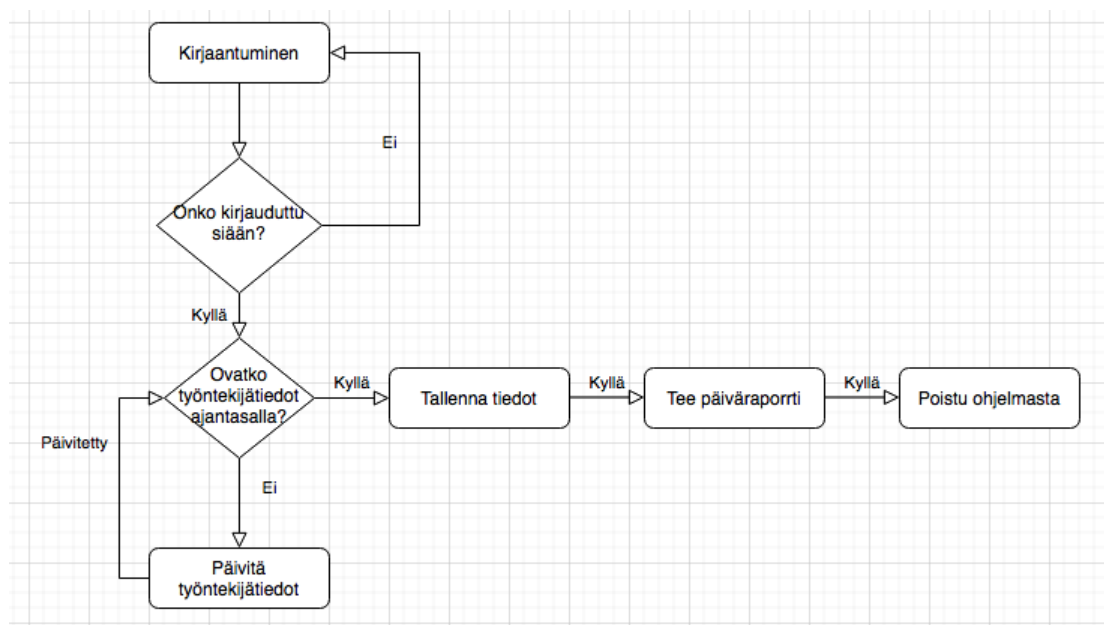 Kirjaantuminen
Ei
Onko kirjauduttu
siään?
Kyllä
Ovatko
työntekijätiedot
ajantasalla?
Kyllä
Tallenna tiedot
Kyllä
Tee päiväraporrti
Kyllä
Poistu ohjelmasta
Päivitetty
Ei
Päivitä
työntekijätiedot